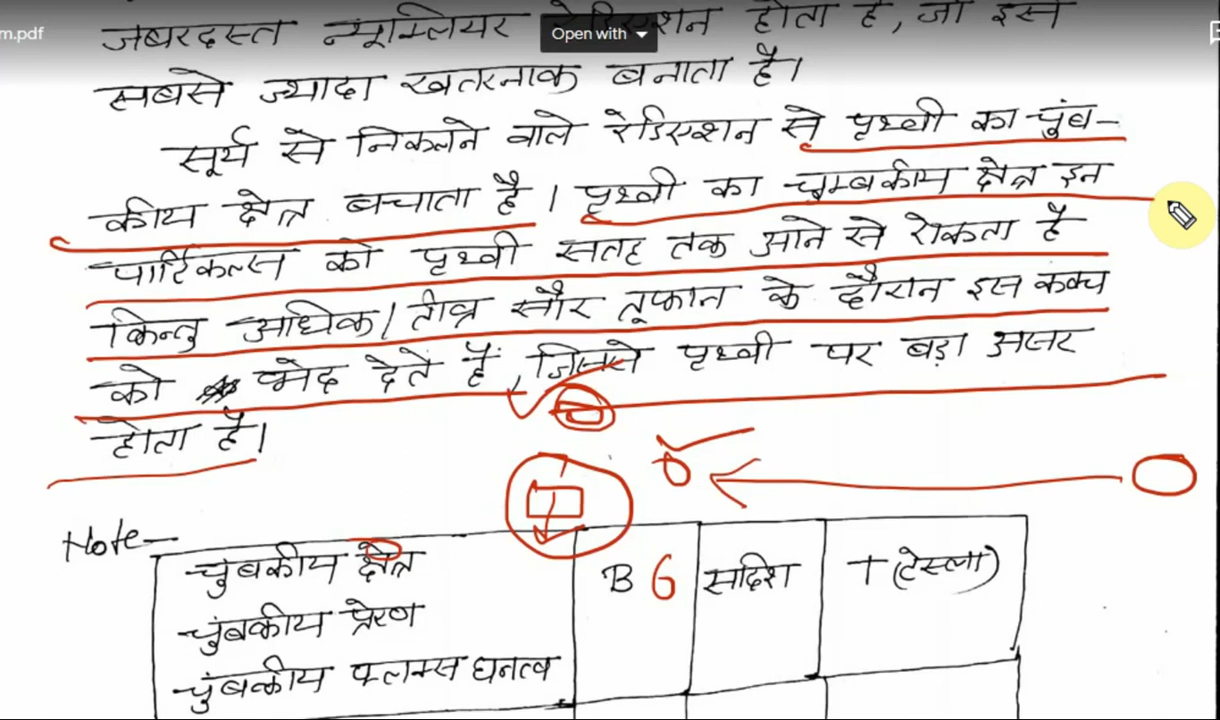 m.pdf
Open with
जबरदस्त न्यूक्लियर रेडिएशन होता है, जो इसे
सबसे ज्यादा खतरनाक बनाता है।
सूर्य से निकलने वाले रेडिएशन से पृथ्वी का चुंब-
कीय क्षेत्र बचाता है। पृथ्वी का चुम्बकीय क्षेत्र इन
पार्टिकल्स को पृथ्वी सतह तक आने से रोकता है
किन्तु अधिक/तीव्र सौर तूफान के दौरान इस कवच
को भेद देते हैं, जिससे पृथ्वी पर बड़ा असर
होता है।
Note-
चुंबकीय क्षेत्र B G सदिश T (टेस्ला)
चुंबकीय प्रेरण
चुंबकीय फ्लक्स घनत्व